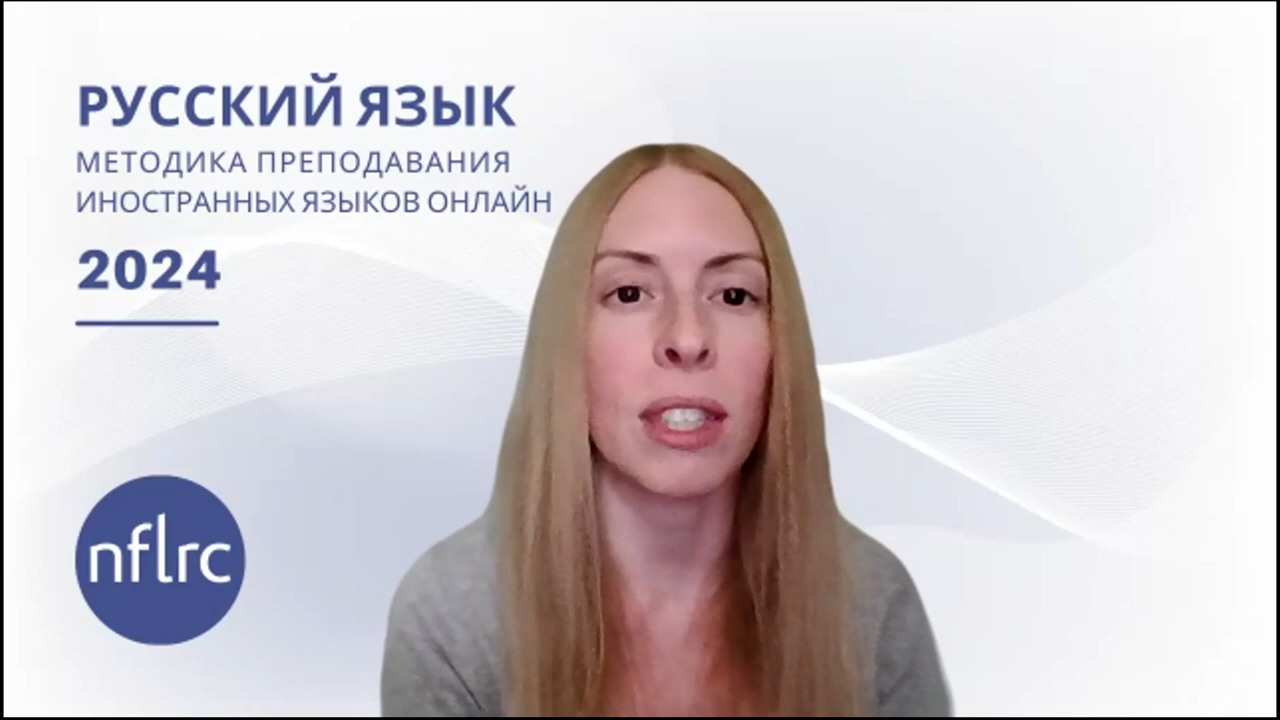 РУССКИЙ ЯЗЫК
МЕТОДИКА ПРЕПОДАВАНИЯ
ИНОСТРАННЫХ ЯЗЫКОВ ОНЛАЙН
2024
nflrc